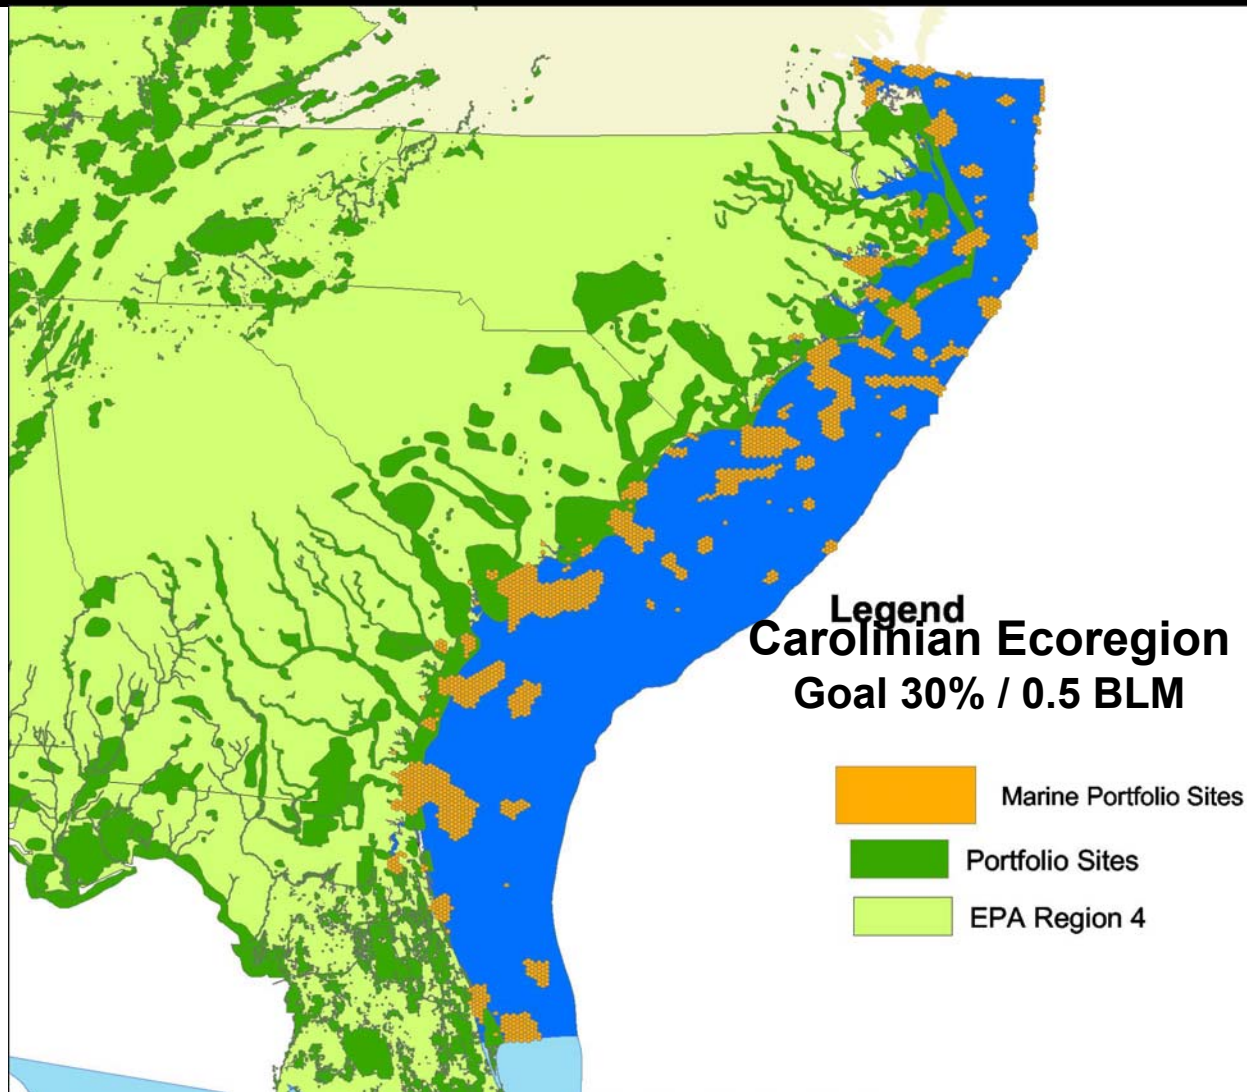 Legend
Carolinian Ecoregion
Goal 30% / 0.5 BLM
Marine Portfolio Sites
Portfolio Sites
EPA Region 4